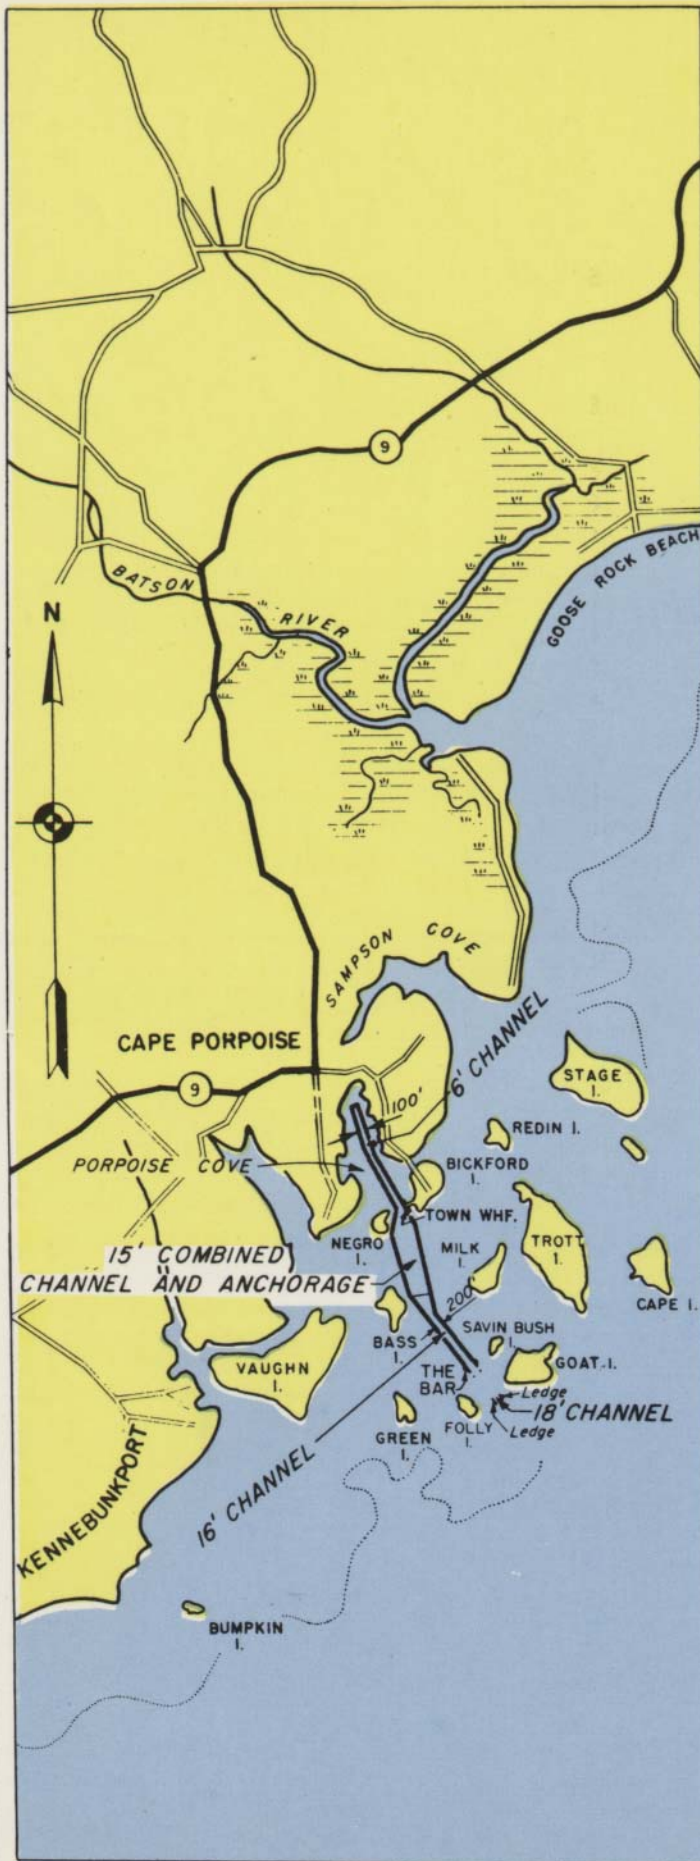 9
GOOSE ROCK BEACH
BATSON RIVER
N
SAMPSON COVE
CAPE PORPOISE
6' CHANNEL
100'
STAGE
I.
9
REDIN I.
PORPOISE COVE
BICKFORD
I.
TOWN WHF.
NEGRO
I.
MILK
I.
TROTT
I.
15' COMBINED
CHANNEL AND ANCHORAGE
CAPE I.
200'
BASS
I.
SAVIN BUSH
I.
VAUGHN
I.
THE
BAR
GOAT I.
Ledge
18' CHANNEL
Ledge
GREEN
I.
FOLLY
I.
16' CHANNEL
KENNEBUNKPORT
BUMPKIN
I.